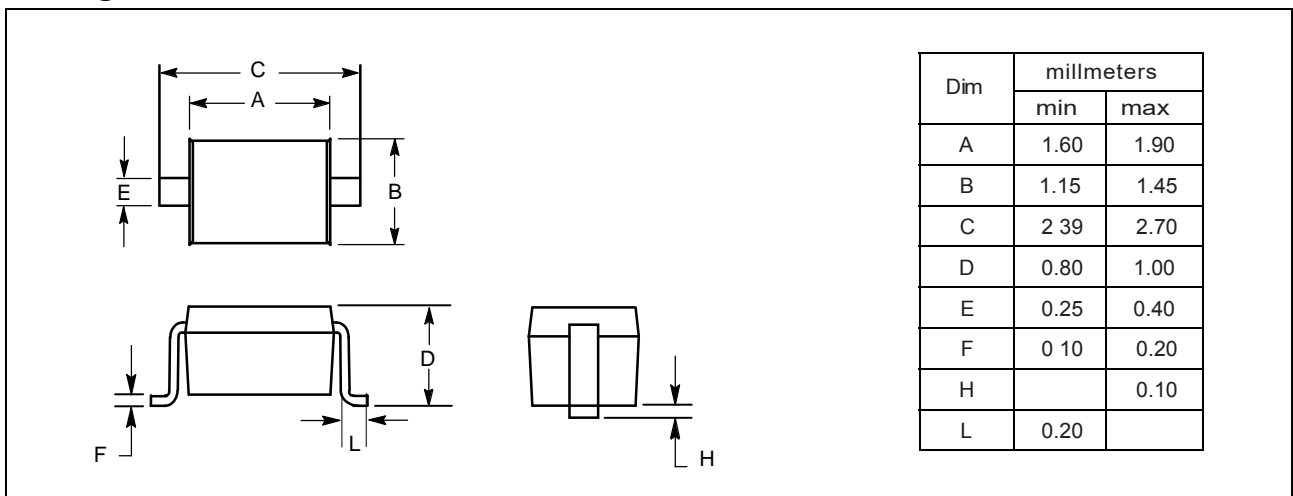 C
A
E
B
D
F
L
H
Dim millmeters
min max
A 1.60 1.90
B 1.15 1.45
C 2 39 2.70
D 0.80 1.00
E 0.25 0.40
F 0 10 0.20
H 0.10
L 0.20